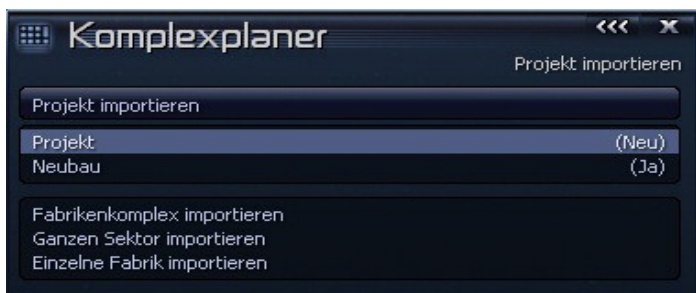 Komplexplaner <<< X
Projekt importieren
Projekt importieren
Projekt (Neu)
Neubau (Ja)
Fabrikenkomplex importieren
Ganzen Sektor importieren
Einzelne Fabrik importieren